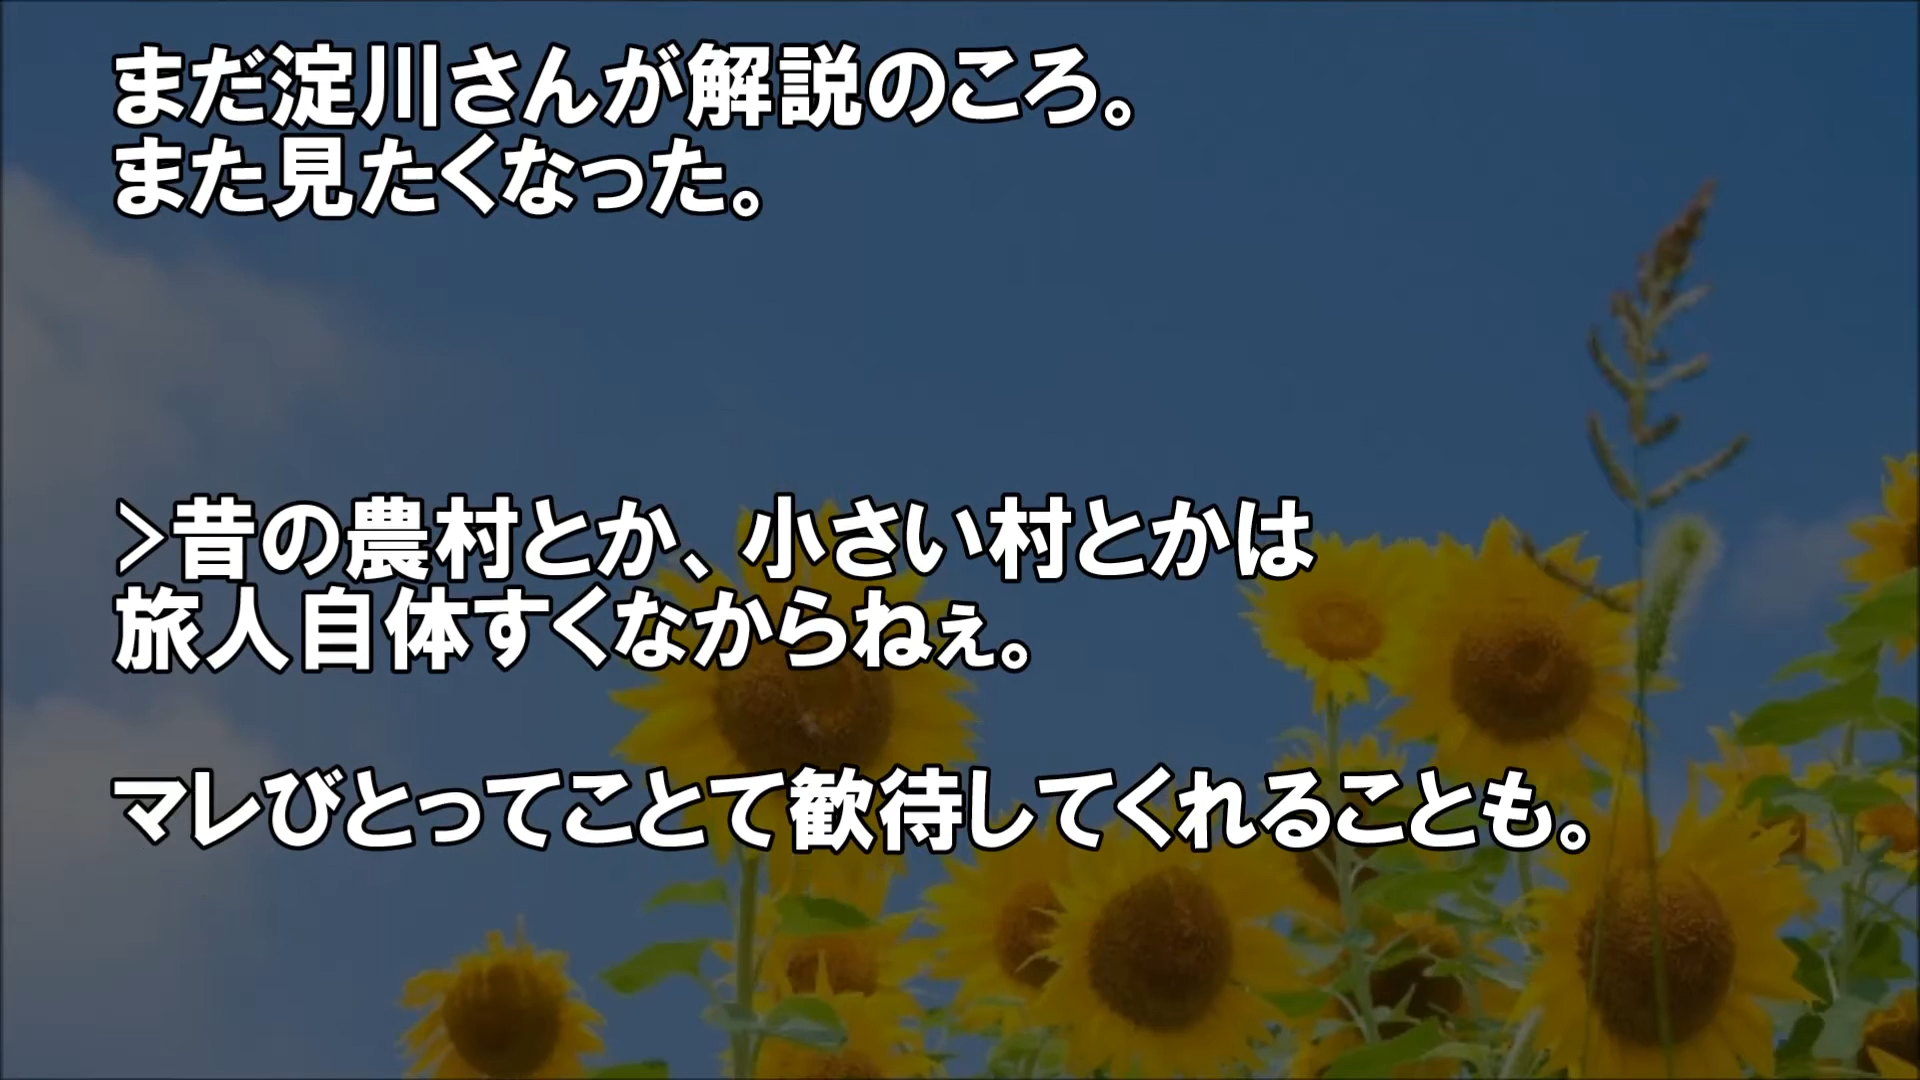 まだ淀川さんが解説のころ。
また見たくなった。
>昔の農村とか、小さい村とかは
旅人自体すくなからねぇ。
マレびとってことて歓待してくれることも。